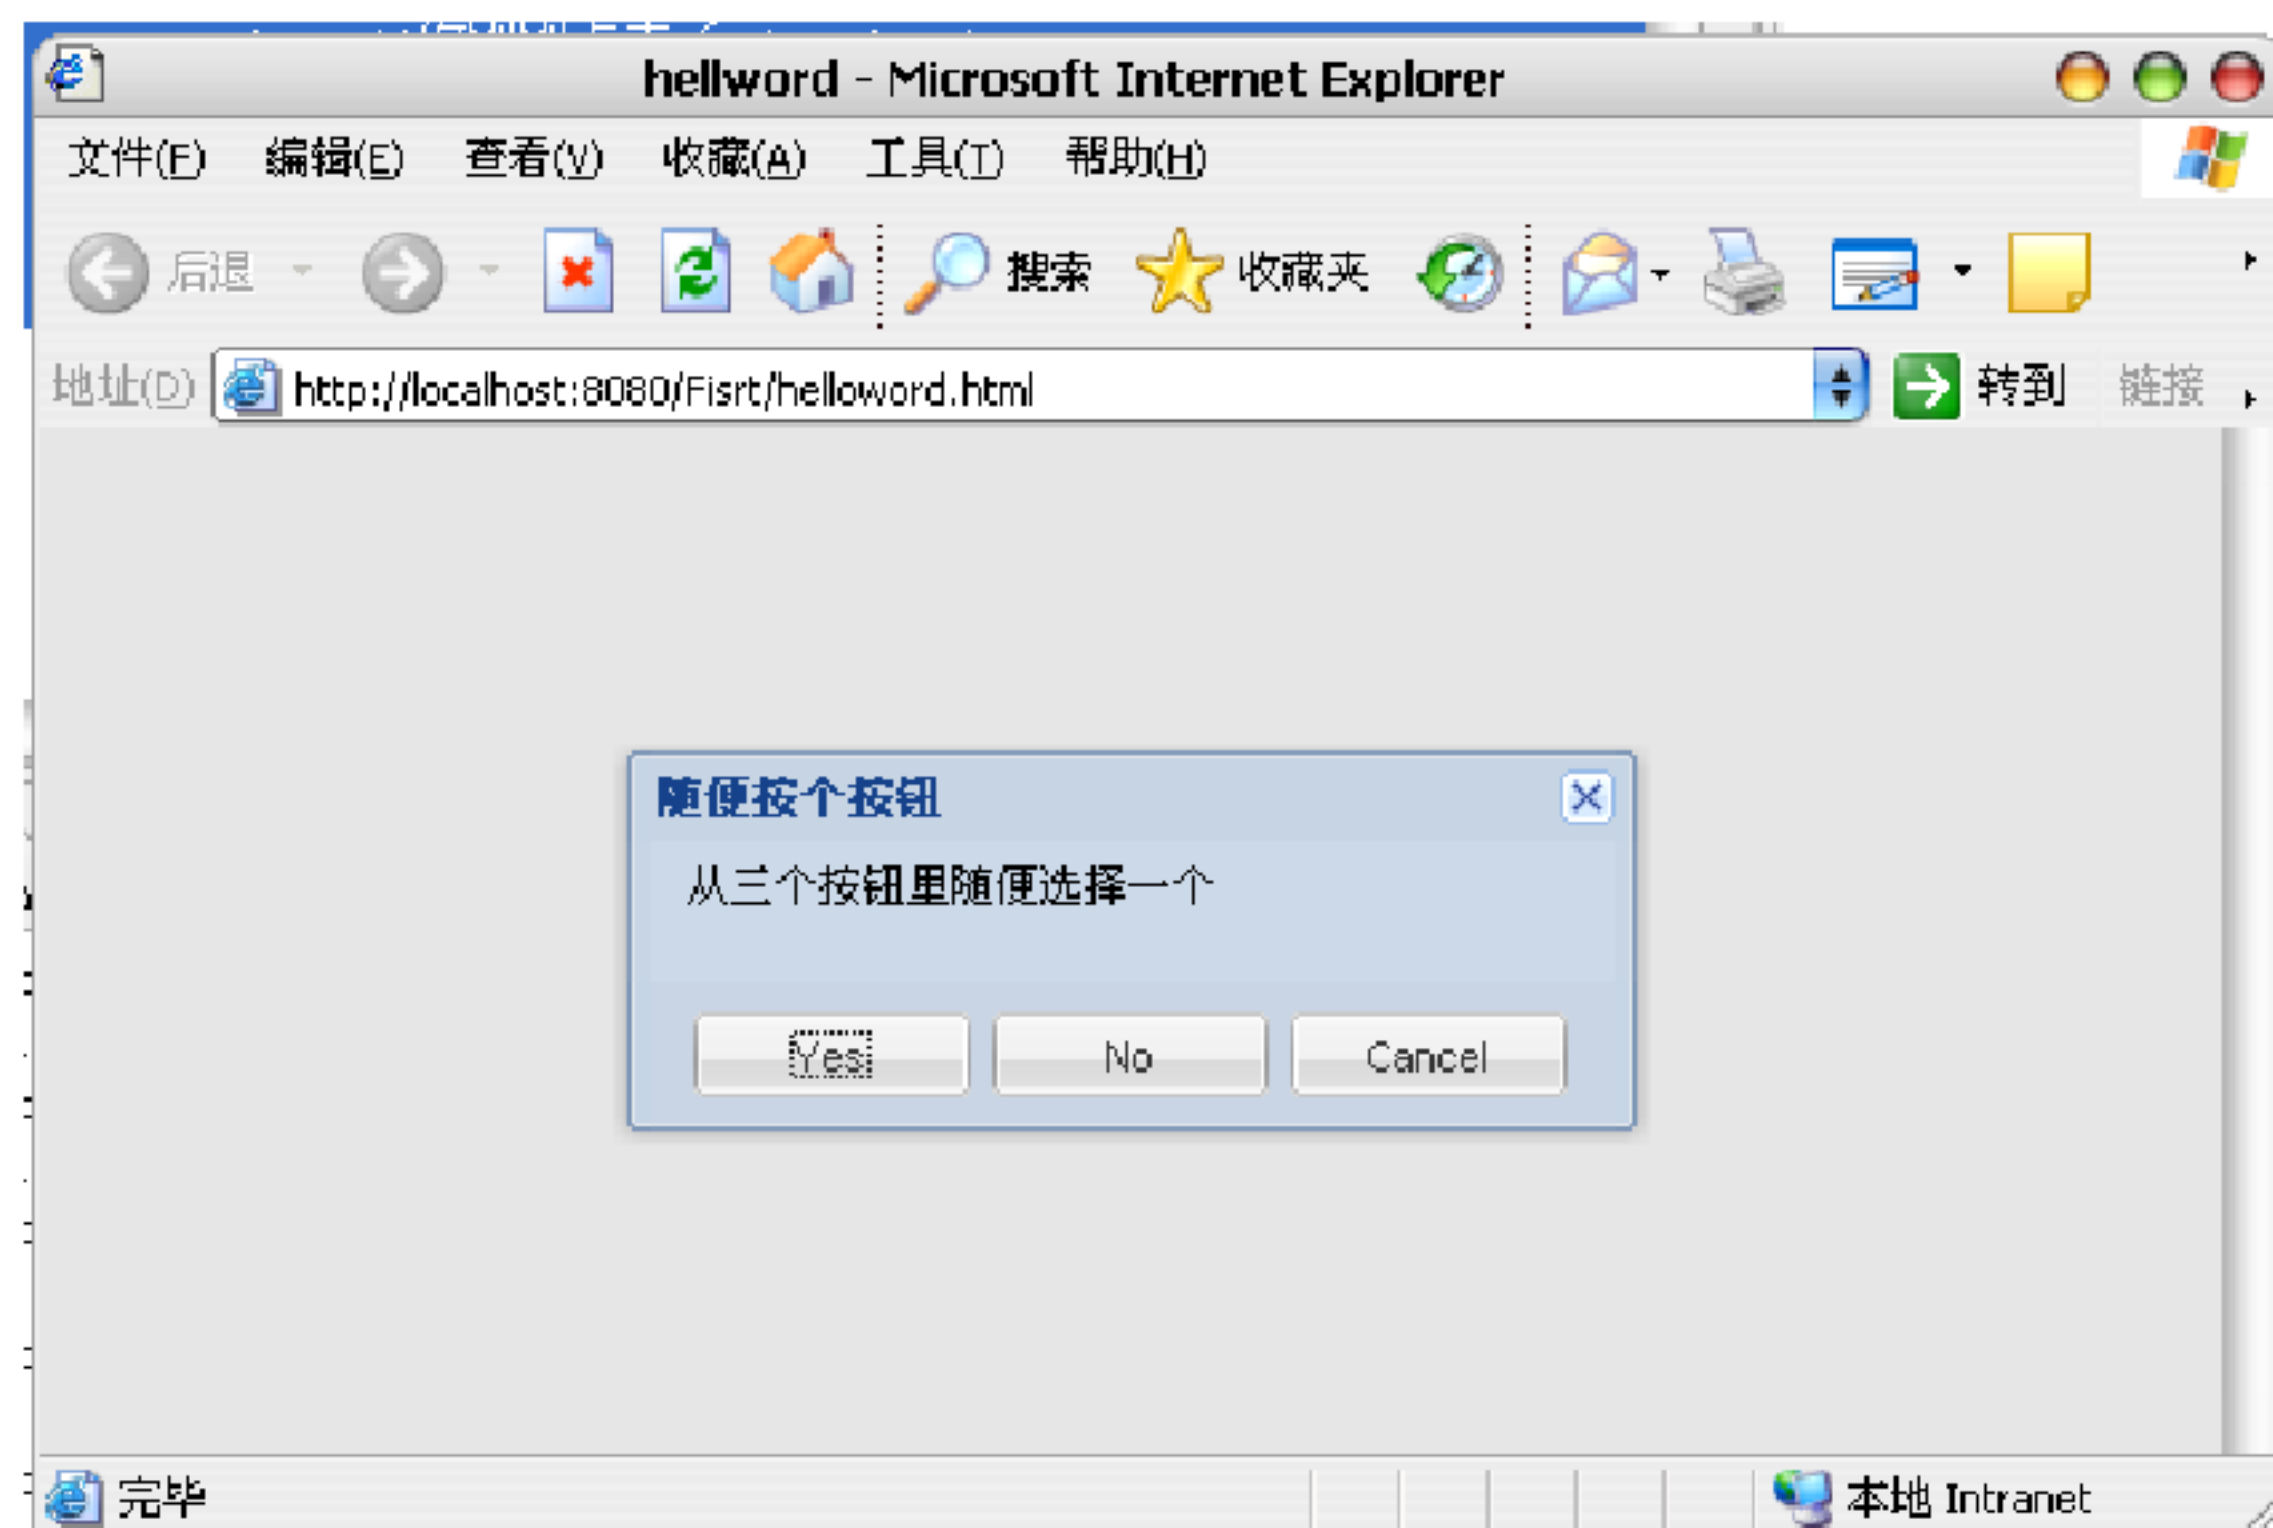 hellword - Microsoft Internet Explorer
文件(F) 编辑(E) 查看(V) 收藏(A) 工具(T) 帮助(H)
后退 搜索 收藏夹
地址(D) http://localhost:8080/Fisrt/helloword.html 转到 链接
随便按个按钮
从三个按钮里随便选择一个
Yes No Cancel
完毕 本地 Intranet